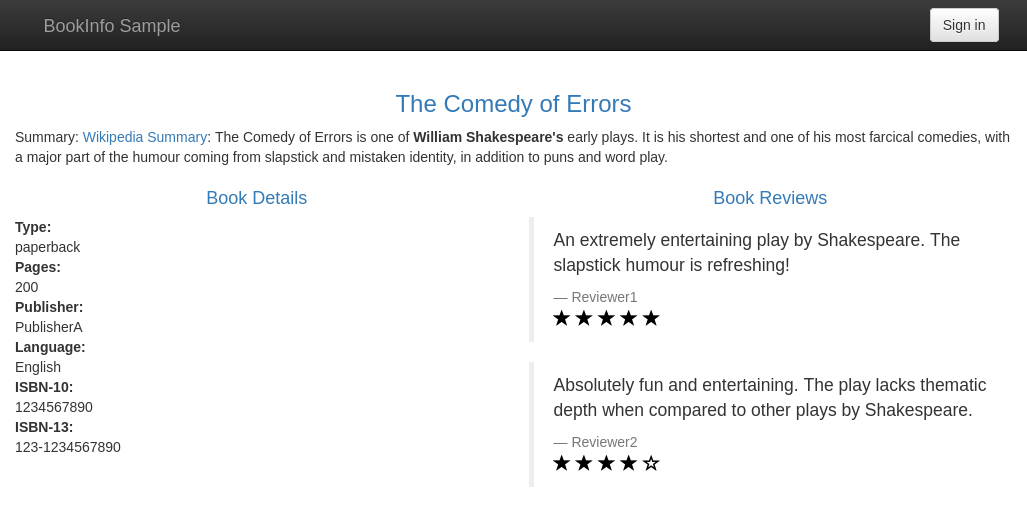 BookInfo Sample
Sign in
The Comedy of Errors
Summary: Wikipedia Summary: The Comedy of Errors is one of William Shakespeare's early plays. It is his shortest and one of his most farcical comedies, with
a major part of the humour coming from slapstick and mistaken identity, in addition to puns and word play.
Book Details
Type:
paperback
Pages:
200
Publisher:
PublisherA
Language:
English
ISBN-10:
1234567890
ISBN-13:
123-1234567890
Book Reviews
An extremely entertaining play by Shakespeare. The
slapstick humour is refreshing!
— Reviewer1
Absolutely fun and entertaining. The play lacks thematic
depth when compared to other plays by Shakespeare.
— Reviewer2